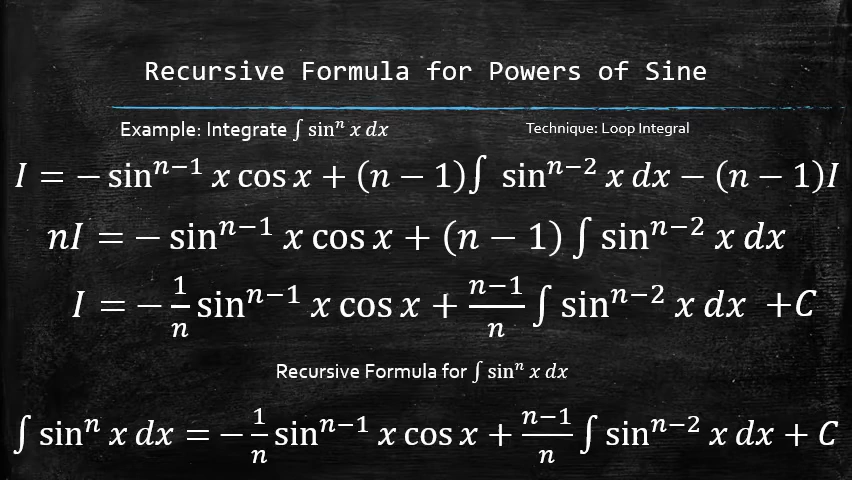 Recursive Formula for Powers of Sine
Example: Integrate ∫ sinⁿ x dx
Technique: Loop Integral
I = − sinⁿ⁻¹ x cos x + (n − 1)∫ sinⁿ⁻² x dx − (n − 1)I
nI = − sinⁿ⁻¹ x cos x + (n − 1) ∫ sinⁿ⁻² x dx
I = − 1/n sinⁿ⁻¹ x cos x + n−1/n ∫ sinⁿ⁻² x dx +C
Recursive Formula for ∫ sinⁿ x dx
∫ sinⁿ x dx = − 1/n sinⁿ⁻¹ x cos x + n−1/n ∫ sinⁿ⁻² x dx + C